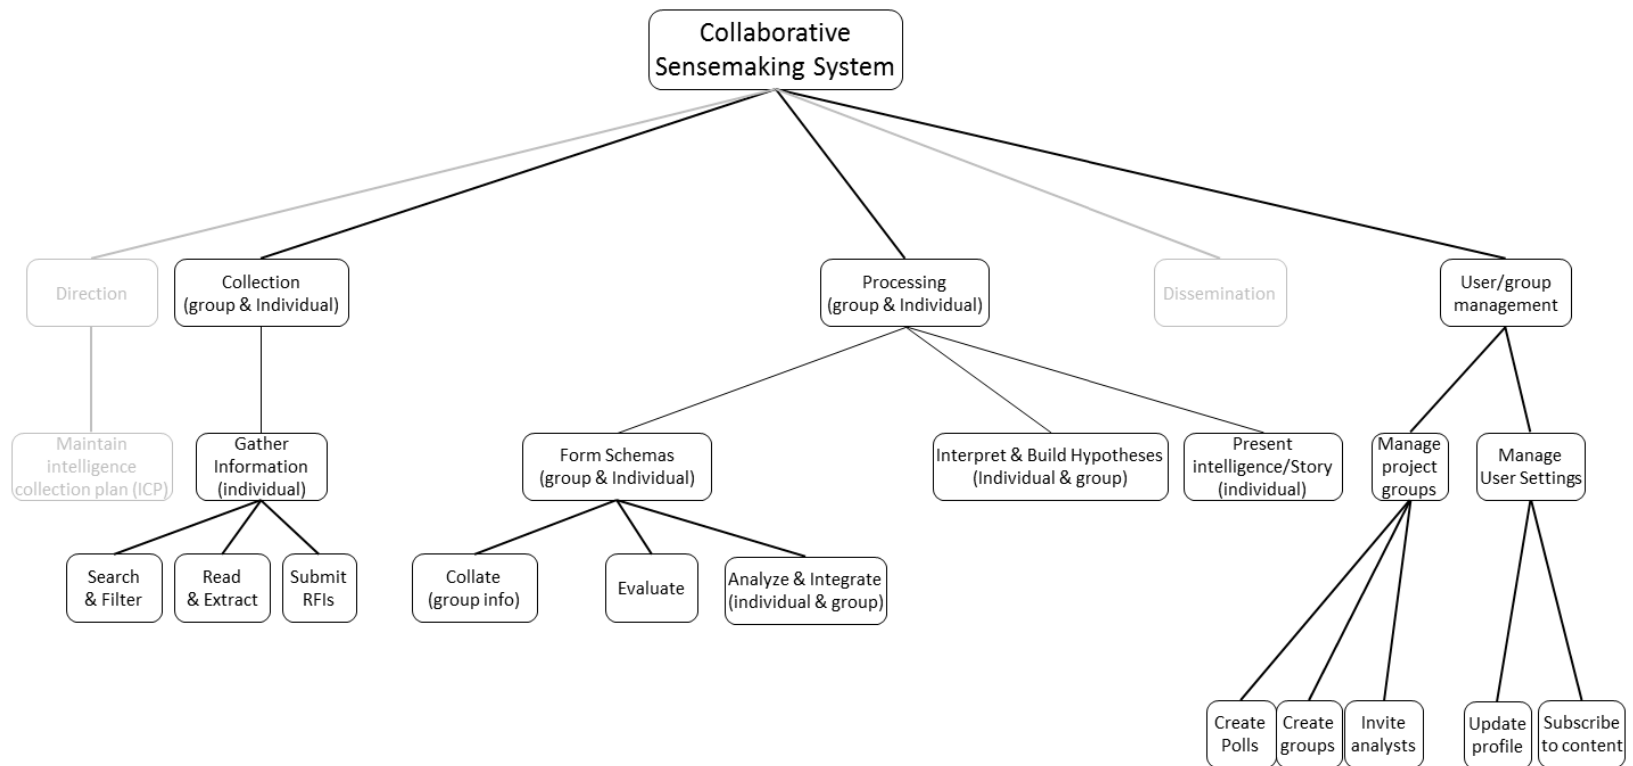 Collaborative
Sensemaking System
Direction
Collection
(group & Individual)
Processing
(group & Individual)
Dissemination
User/group
management
Maintain
intelligence
collection plan (ICP)
Gather
Information
(individual)
Form Schemas
(group & Individual)
Interpret & Build Hypotheses
(Individual & group)
Present
intelligence/Story
(individual)
Manage
project
groups
Manage
User Settings
Search
& Filter
Read
& Extract
Submit
RFIs
Collate
(group info)
Evaluate
Analyze & Integrate
(individual & group)
Create
Polls
Create
groups
Invite
analysts
Update
profile
Subscribe
to content